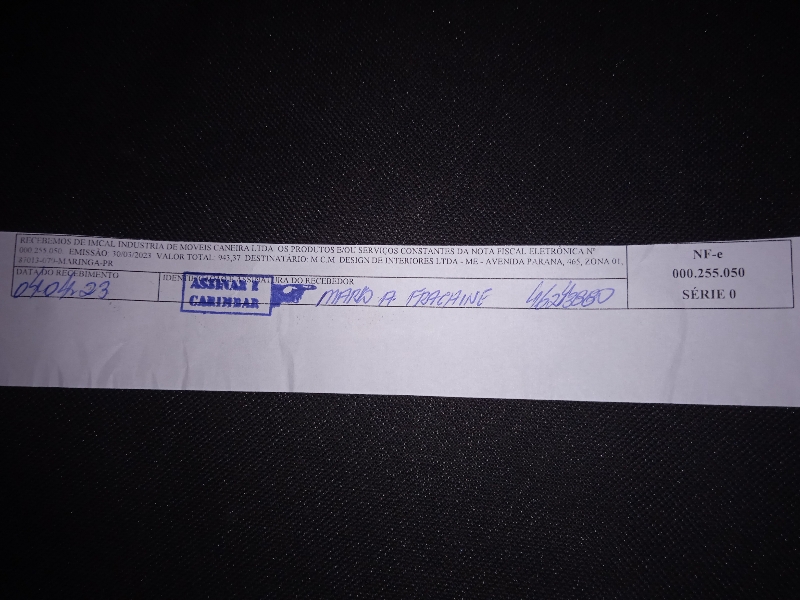 RECEBEMOS DE IMCAL INDUSTRIA DE MOVEIS CANEIRA LTDA OS PRODUTOS E/OU SERVIÇOS CONSTANTES DA NOTA FISCAL ELETRÔNICA Nº
000.255.050 EMISSÃO: 30/03/2023 VALOR TOTAL: 943,37 DESTINATÁRIO: M.C.M. DESIGN DE INTERIORES LTDA - ME - AVENIDA PARANA, 465, ZONA 01,
MARINGA-PR
NF-e
000.255.050
SÉRIE 0
DATA DO RECEBIMENTO
04.04.23
IDENTIFICAÇÃO E ASSINATURA DO RECEBEDOR
ASSINAR E
CARIMBAR
MARIO A. FRACHINE